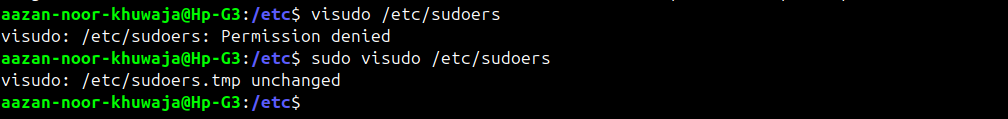 aazan-noor-khuwaja@Hp-G3:/etc$ visudo /etc/sudoers
visudo: /etc/sudoers: Permission denied
aazan-noor-khuwaja@Hp-G3:/etc$ sudo visudo /etc/sudoers
visudo: /etc/sudoers.tmp unchanged
aazan-noor-khuwaja@Hp-G3:/etc$